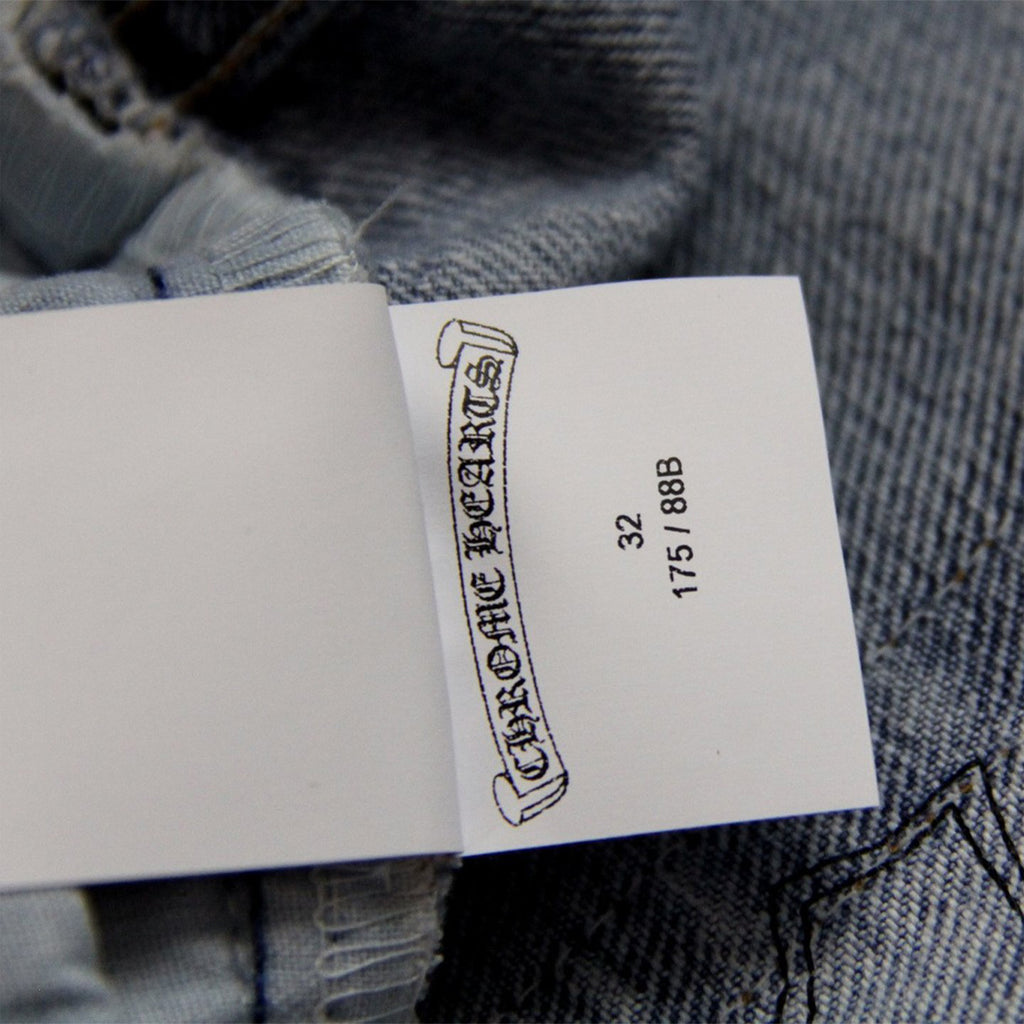 CHROME HEARTS
32
175 / 88B